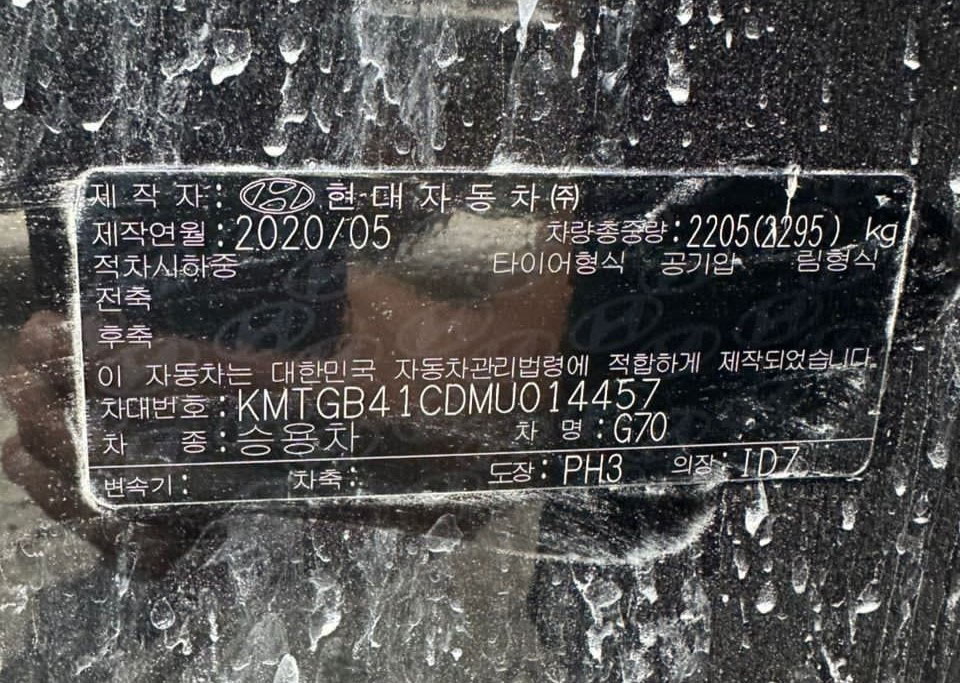 제 작 자 : 현 대 자 동 차 ㈜
제작연월 : 2020/05 차량총중량 : 2205(2295) kg
적차시하중 타이어형식 공기압 림형식
전축
후축
이 자동차는 대한민국 자동차관리법령에 적합하게 제작되었습니다.
차대번호 : KMTGB41CDMU014457
차 종 : 승용차 차 명 : G70
변속기 : 차축 : 도장 : PH3 의장 : ID7